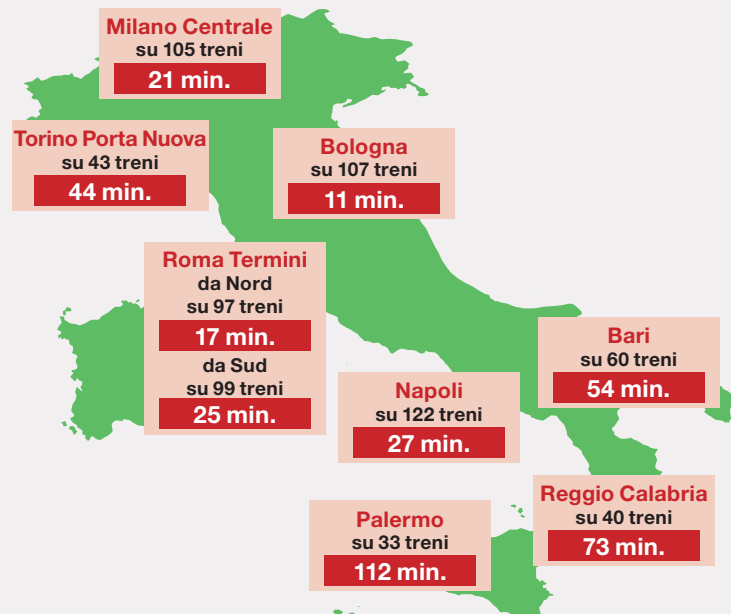 Milano Centrale
su 105 treni
21 min.
Torino Porta Nuova
su 43 treni
44 min.
Bologna
su 107 treni
11 min.
Roma Termini
da Nord
su 97 treni
17 min.
da Sud
su 99 treni
25 min.
Bari
su 60 treni
54 min.
Napoli
su 122 treni
27 min.
Reggio Calabria
su 40 treni
73 min.
Palermo
su 33 treni
112 min.